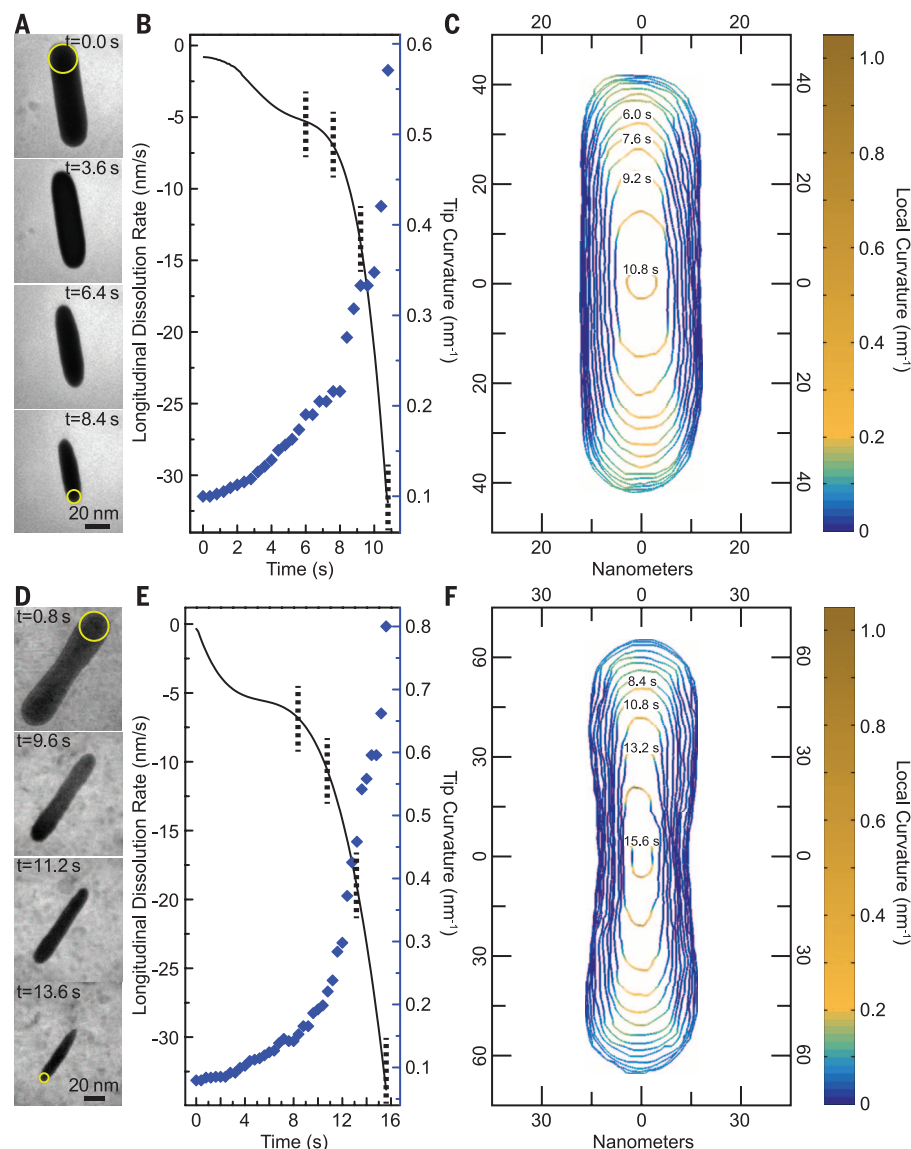 A
t=0.0 s
t=3.6 s
t=6.4 s
t=8.4 s
20 nm
B
Longitudinal Dissolution Rate (nm/s)
0
-5
-10
-15
-20
-25
-30
0 2 4 6 8 10
Time (s)
0.6
0.5
0.4
0.3
0.2
0.1
Tip Curvature (nm-1)
C
20 0 20
40
20
0
20
40
6.0 s
7.6 s
9.2 s
10.8 s
40
20
0
20
40
20 0 20
Nanometers
1.0
0.8
0.6
0.4
0.2
0
Local Curvature (nm-1)
D
t=0.8 s
t=9.6 s
t=11.2 s
t=13.6 s
20 nm
E
Longitudinal Dissolution Rate (nm/s)
0
-5
-10
-15
-20
-25
-30
0 4 8 12 16
Time (s)
0.8
0.7
0.6
0.5
0.4
0.3
0.2
0.1
Tip Curvature (nm-1)
F
30 0 30
60
30
0
30
60
8.4 s
10.8 s
13.2 s
15.6 s
60
30
0
30
60
30 0 30
Nanometers
1.0
0.8
0.6
0.4
0.2
0
Local Curvature (nm-1)